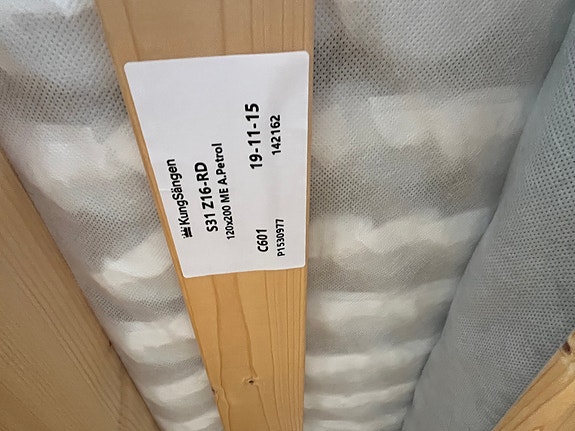 KungSängen
S31 Z16-RD
120x200 ME A.Petrol
C601 19-11-15
P1530977 142162